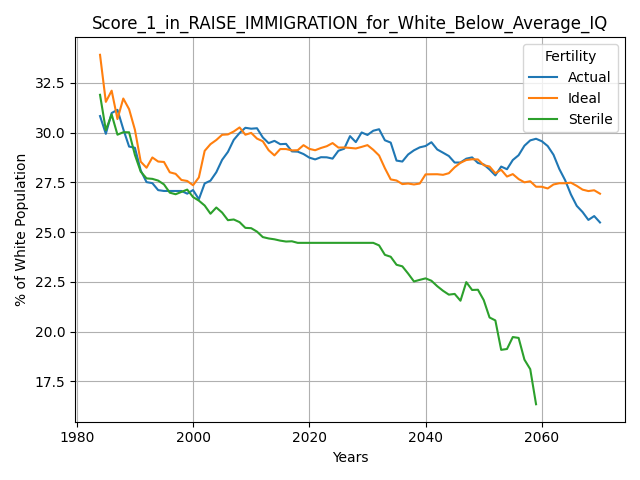 Score_1_in_RAISE_IMMIGRATION_for_White_Below_Average_IQ
Fertility
Actual
Ideal
Sterile
% of White Population
32.5
30.0
27.5
25.0
22.5
20.0
17.5
1980
2000
2020
2040
2060
Years